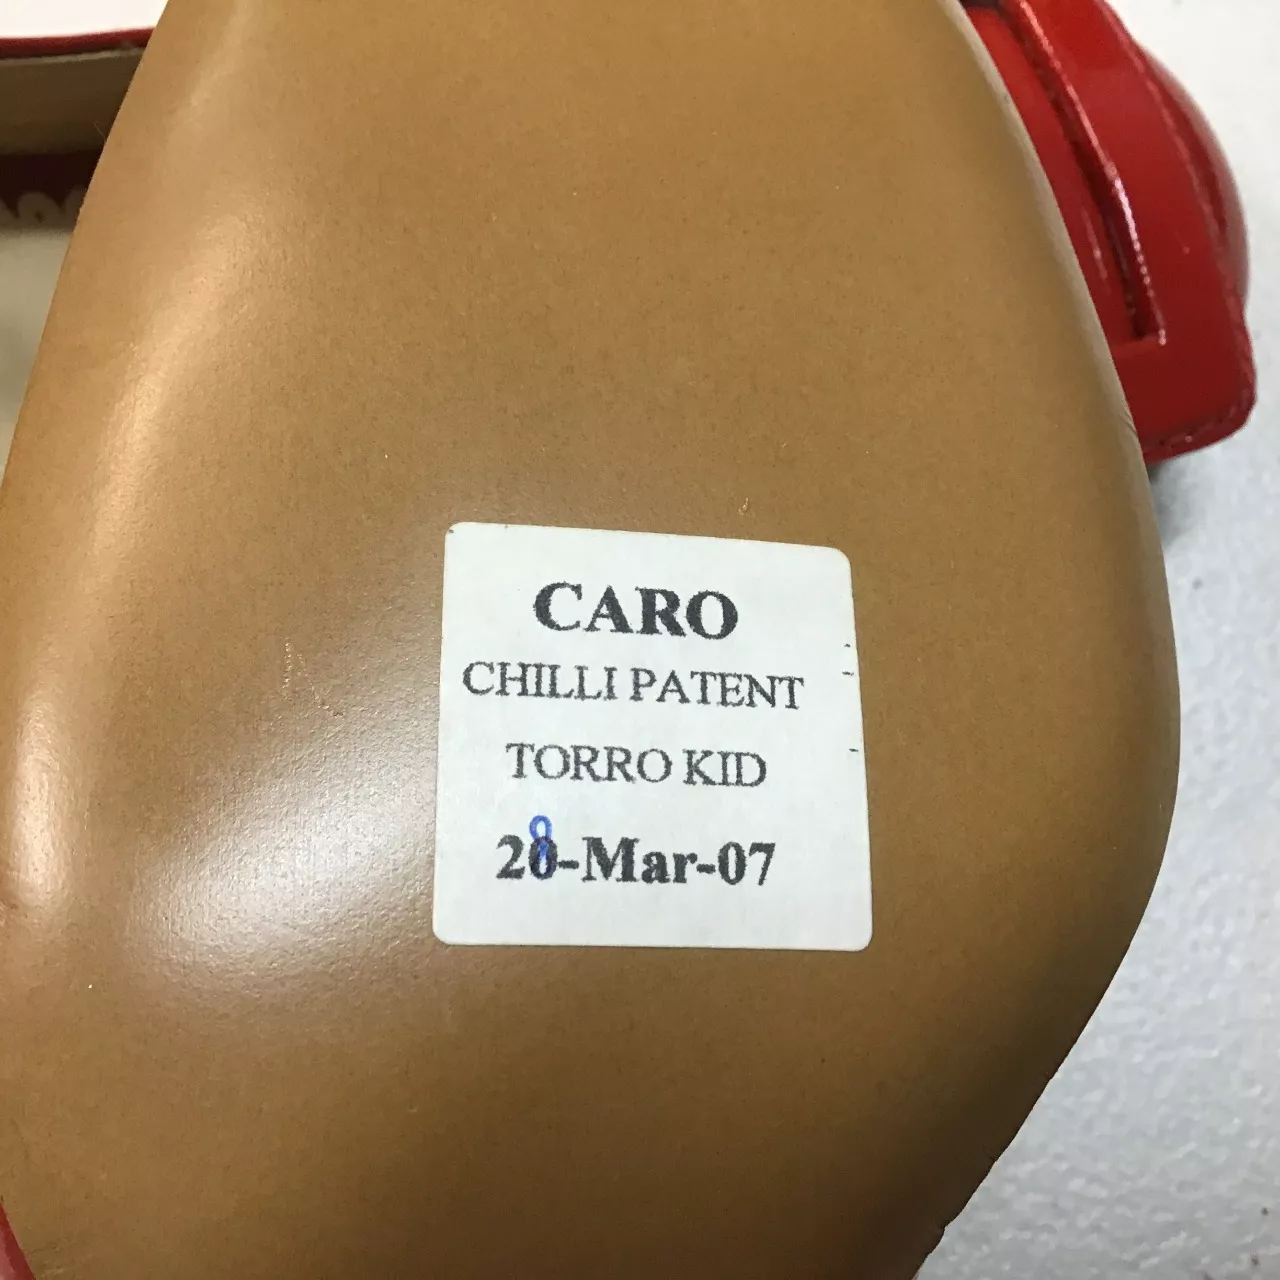 CARO
CHILLI PATENT
TORRO KID
28-Mar-07